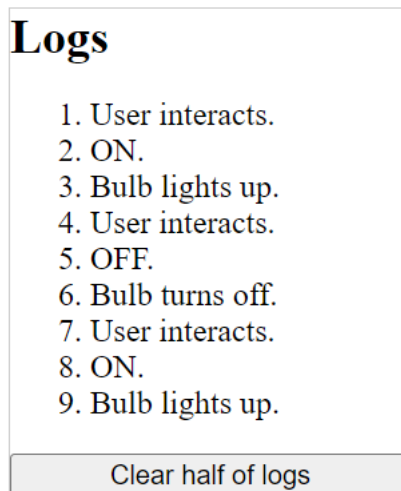 Logs
1. User interacts.
2. ON.
3. Bulb lights up.
4. User interacts.
5. OFF.
6. Bulb turns off.
7. User interacts.
8. ON.
9. Bulb lights up.
Clear half of logs